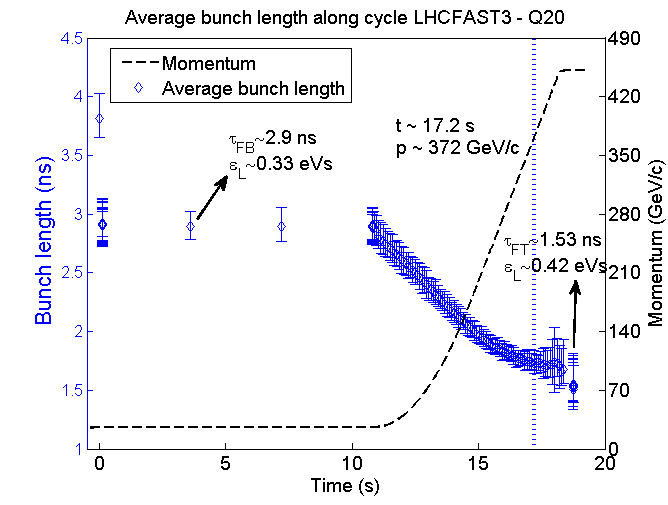 Average bunch length along cycle LHCFAST3 - Q20
4.5
4
3.5
3
2.5
2
1.5
1
Bunch length (ns)
Momentum
Average bunch length
τFB~2.9 ns
εL~0.33 eVs
t ~ 17.2 s
p ~ 372 GeV/c
τFT~1.53 ns
εL~0.42 eVs
490
440
350
280
210
140
70
0
Momentum (GeV/c)
0
5
10
15
20
Time (s)